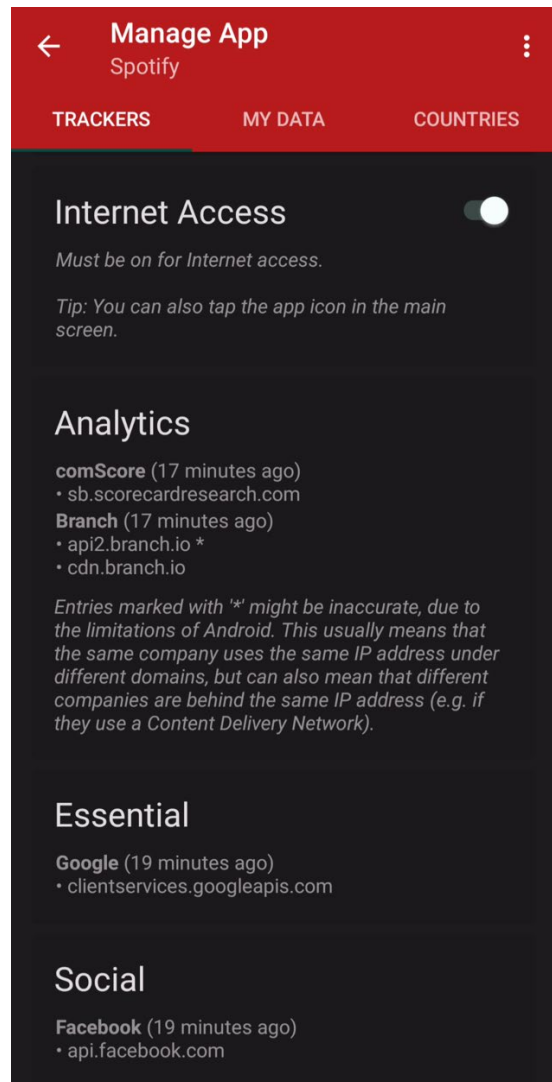 Manage App
Spotify
TRACKERS MY DATA COUNTRIES
Internet Access
Must be on for Internet access.
Tip: You can also tap the app icon in the main
screen.
Analytics
comScore (17 minutes ago)
• sb.scorecardresearch.com
Branch (17 minutes ago)
• api2.branch.io *
• cdn.branch.io
Entries marked with '*' might be inaccurate, due to
the limitations of Android. This usually means that
the same company uses the same IP address under
different domains, but can also mean that different
companies are behind the same IP address (e.g. if
they use a Content Delivery Network).
Essential
Google (19 minutes ago)
• clientservices.googleapis.com
Social
Facebook (19 minutes ago)
• api.facebook.com